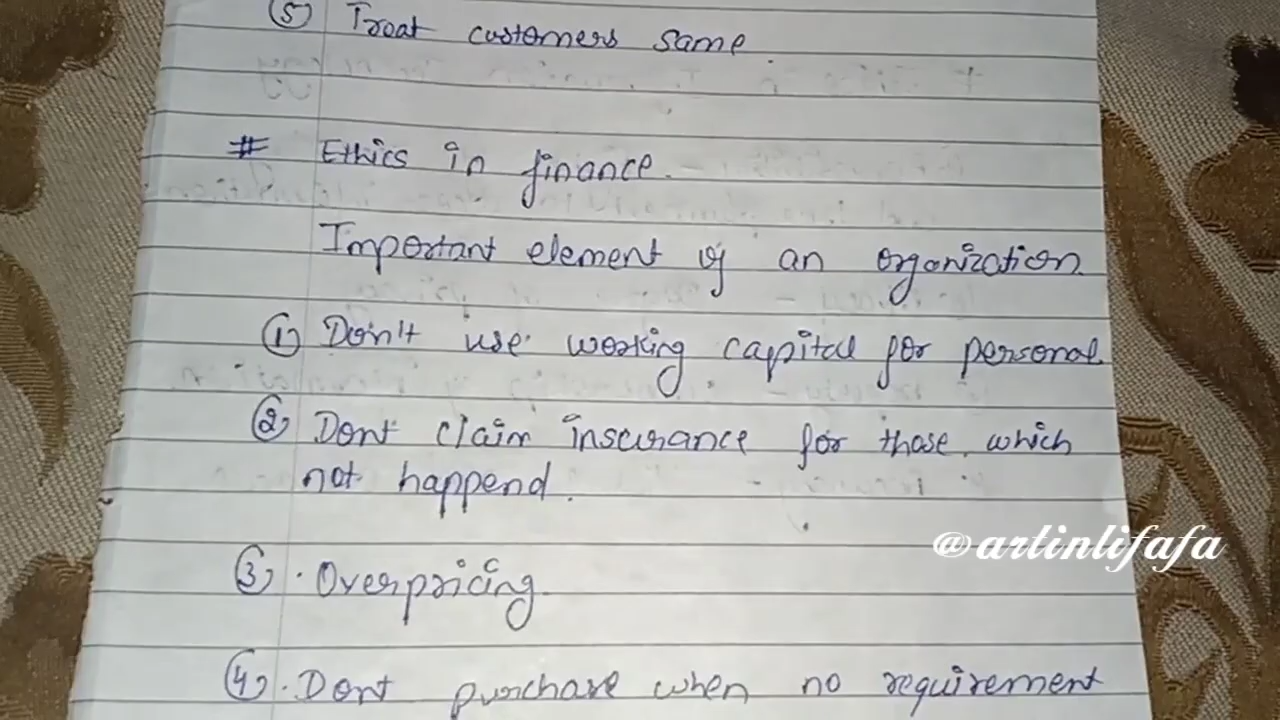 ⑤ Treat customers same
# Ethics in finance.
Important element of an organization
① Don't use working capital for personal
② Dont claim insurance for those which
not happend.
③ Overpricing
④ Dont purchase when no requirement
@artinlifafa